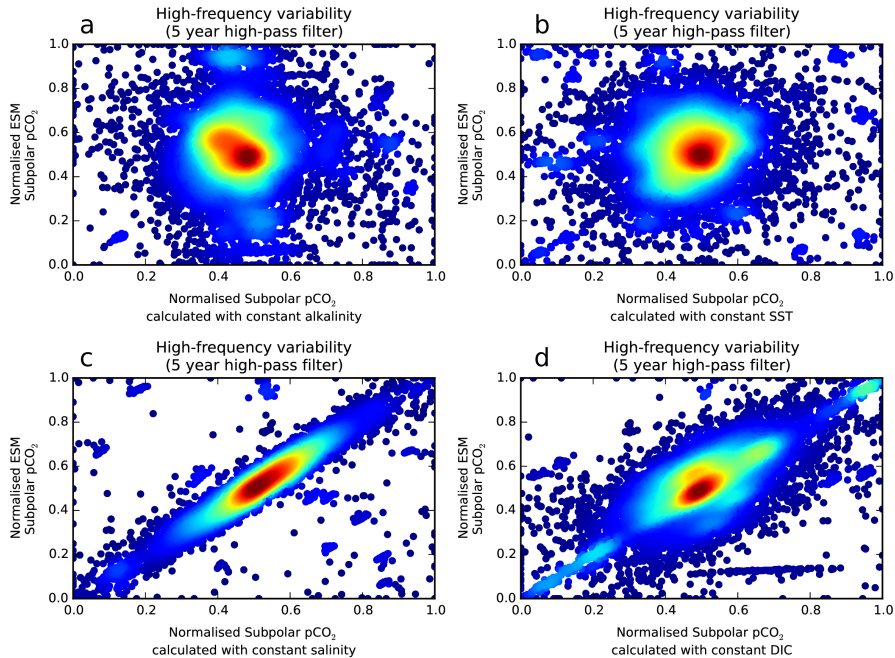 a
High-frequency variability
(5 year high-pass filter)
1.0
0.8
0.6
0.4
0.2
0.0
Normalised ESM
Subpolar pCO₂
0.0 0.2 0.4 0.6 0.8 1.0
Normalised Subpolar pCO₂
calculated with constant alkalinity
b
High-frequency variability
(5 year high-pass filter)
1.0
0.8
0.6
0.4
0.2
0.0
Normalised ESM
Subpolar pCO₂
0.0 0.2 0.4 0.6 0.8 1.0
Normalised Subpolar pCO₂
calculated with constant SST
c
High-frequency variability
(5 year high-pass filter)
1.0
0.8
0.6
0.4
0.2
0.0
Normalised ESM
Subpolar pCO₂
0.0 0.2 0.4 0.6 0.8 1.0
Normalised Subpolar pCO₂
calculated with constant salinity
d
High-frequency variability
(5 year high-pass filter)
1.0
0.8
0.6
0.4
0.2
0.0
Normalised ESM
Subpolar pCO₂
0.0 0.2 0.4 0.6 0.8 1.0
Normalised Subpolar pCO₂
calculated with constant DIC